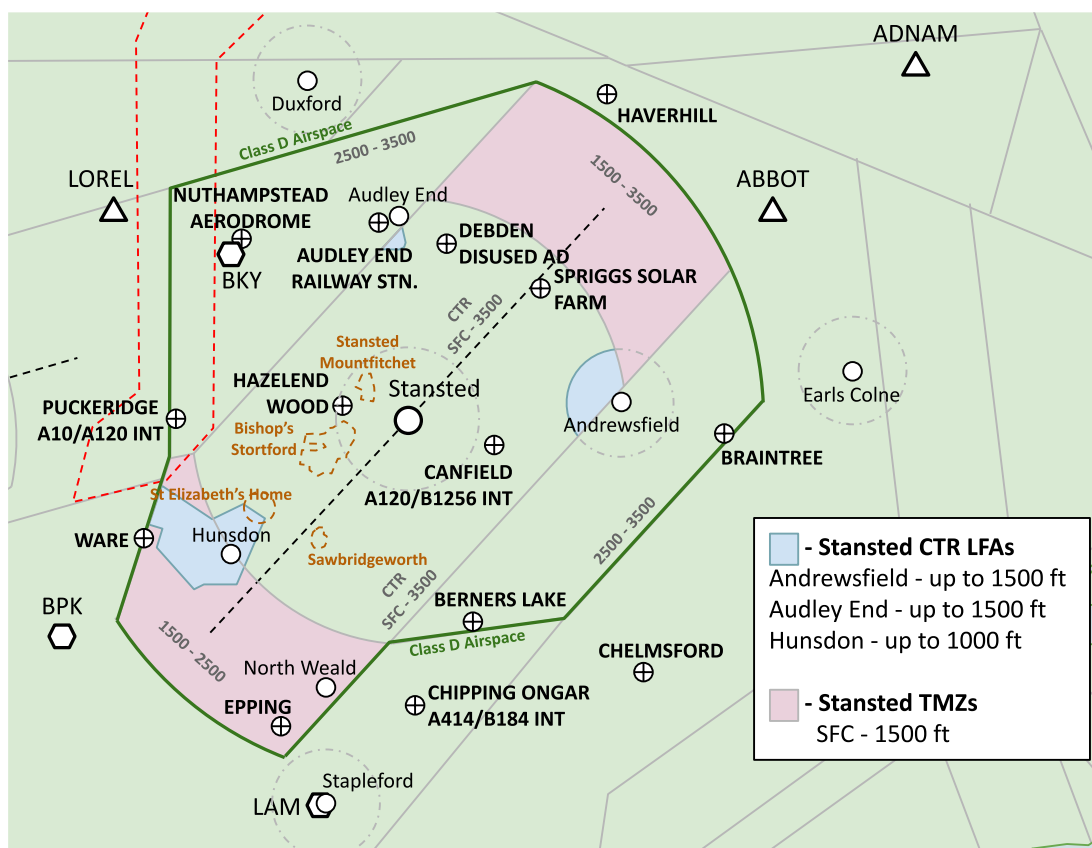 ADNAM
Duxford
HAVERHILL
Class D Airspace
2500 - 3500
1500 - 3500
LOREL
ABBOT
NUTHAMPSTEAD
AERODROME
Audley End
BKY
AUDLEY END
RAILWAY STN.
DEBDEN
DISUSED AD
SPRIGGS SOLAR
FARM
CTR
SFC - 3500
Stansted
Mountfitchet
HAZELEND
WOOD
Stansted
Earls Colne
PUCKERIDGE
A10/A120 INT
Bishop's
Stortford
Andrewsfield
BRAINTREE
CANFIELD
A120/B1256 INT
St Elizabeth's Home
WARE
Hunsdon
Sawbridgeworth
2500 - 3500
CTR
SFC - 3500
BPK
BERNERS LAKE
Class D Airspace
1500 - 2500
North Weald
CHELMSFORD
EPPING
CHIPPING ONGAR
A414/B184 INT
Stapleford
LAM
- Stansted CTR LFAs
Andrewsfield - up to 1500 ft
Audley End - up to 1500 ft
Hunsdon - up to 1000 ft
- Stansted TMZs
SFC - 1500 ft